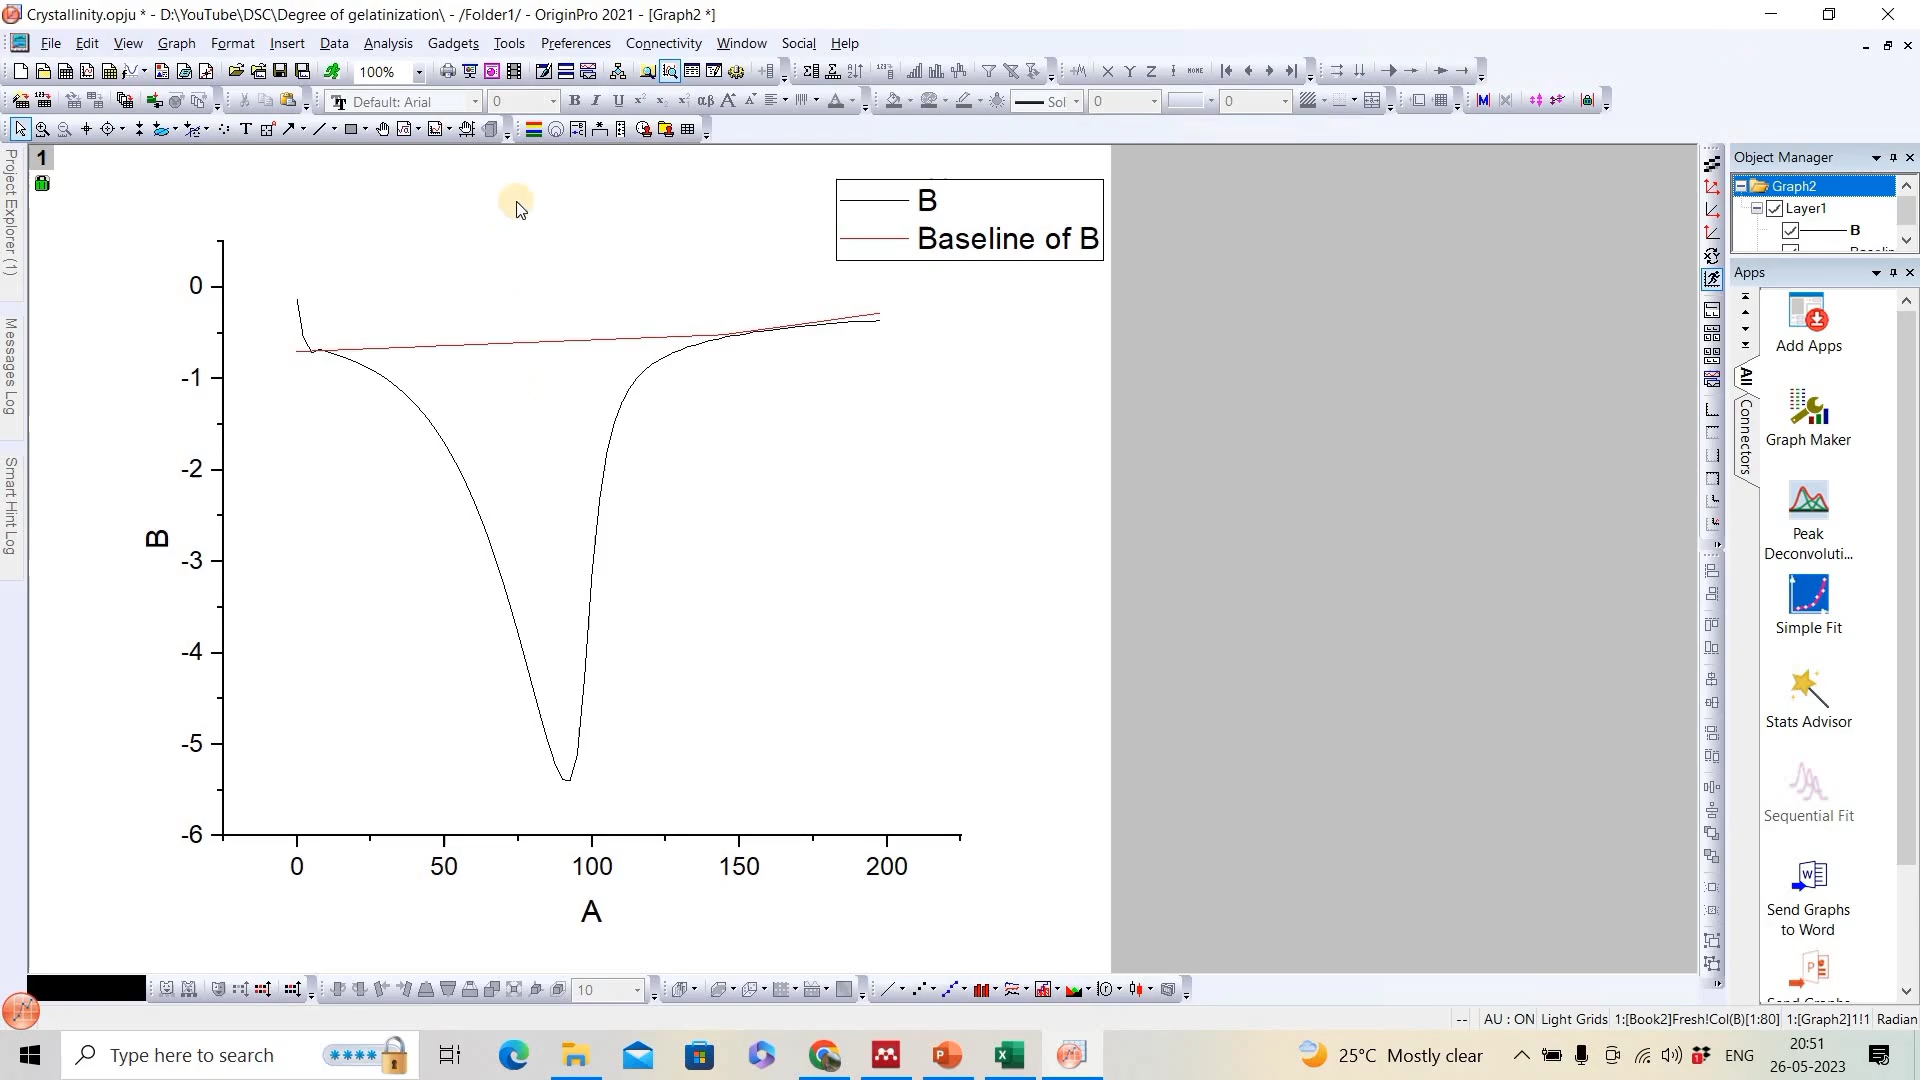 Crystallinity.opju * - D:\YouTube\DSC\Degree of gelatinization\ - /Folder1/ - OriginPro 2021 - [Graph2 *]
File Edit View Graph Format Insert Data Analysis Gadgets Tools Preferences Connectivity Window Social Help
100%
Default: Arial 0 B I U Sol 0 0
Project Explorer (1)
Messages Log
Smart Hint Log
1
B
Baseline of B
0
-1
-2
-3
-4
-5
-6
B
0 50 100 150 200
A
Object Manager
Graph2
Layer1
B
Apps
All
Connectors
Add Apps
Graph Maker
Peak
Deconvoluti...
Simple Fit
Stats Advisor
Sequential Fit
Send Graphs
to Word
10
-- AU : ON Light Grids 1:[Book2]Fresh!Col(B)[1:80] 1:[Graph2]1!1 Radian
Type here to search
25°C Mostly clear
ENG
20:51
26-05-2023